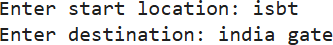 Enter start location: isbt
Enter destination: india gate